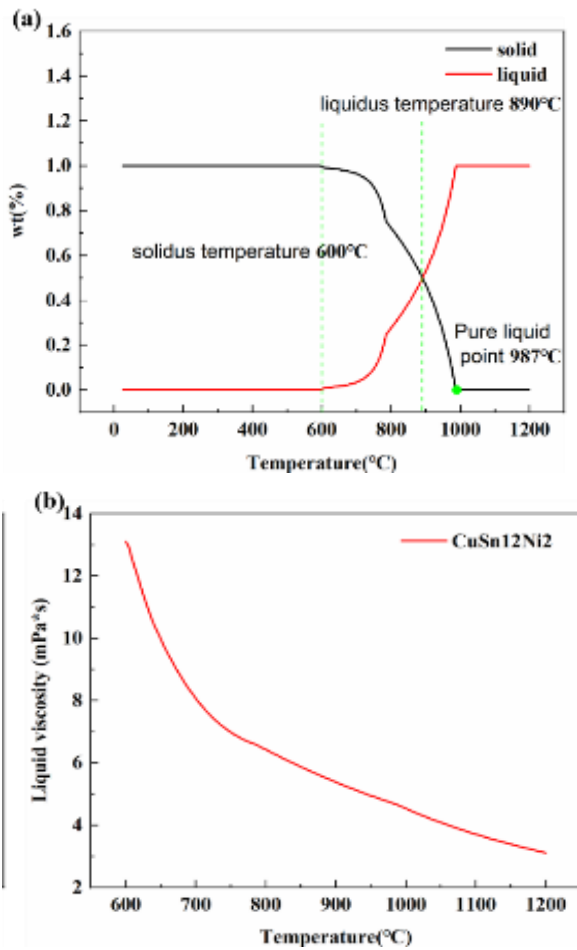 (a)
1.6
1.4
1.2
1.0
0.8
0.6
0.4
0.2
0.0
wt(%)
solid
liquid
liquidus temperature 890°C
solidus temperature 600°C
Pure liquid
point 987°C
0 200 400 600 800 1000 1200
Temperature(°C)
(b)
14
12
10
8
6
4
2
Liquid viscosity (mPa*s)
CuSn12Ni2
600 700 800 900 1000 1100 1200
Temperature(°C)